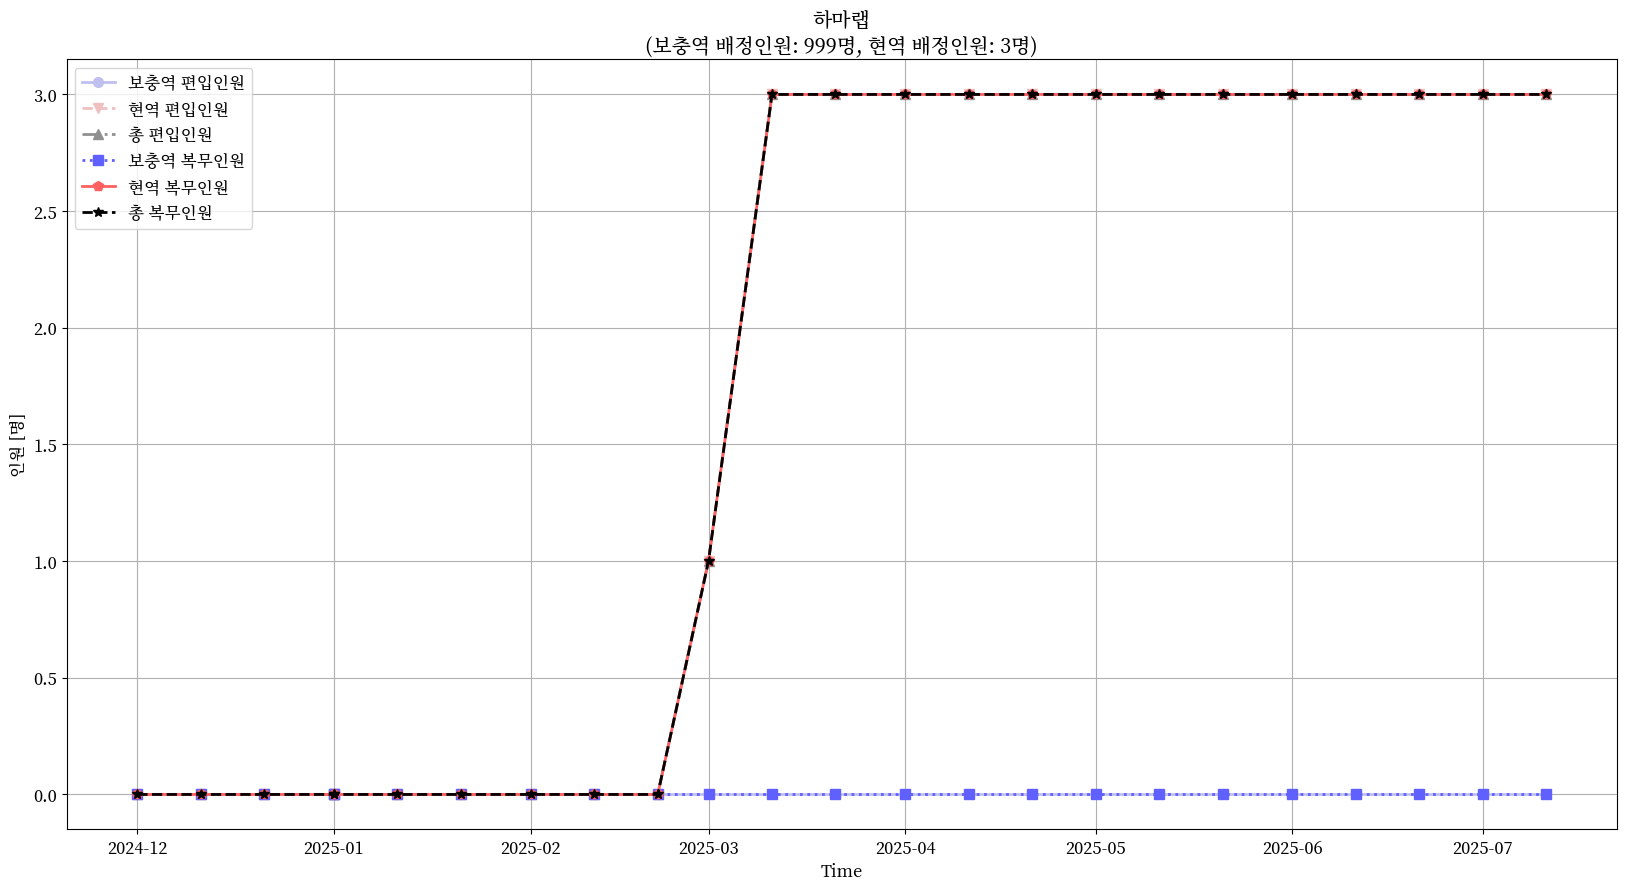 하마랩
(보충역 배정인원: 999명, 현역 배정인원: 3명)
보충역 편입인원
현역 편입인원
총 편입인원
보충역 복무인원
현역 복무인원
총 복무인원
3.0
2.5
2.0
1.5
1.0
0.5
0.0
인원 [명]
2024-12 2025-01 2025-02 2025-03 2025-04 2025-05 2025-06 2025-07
Time